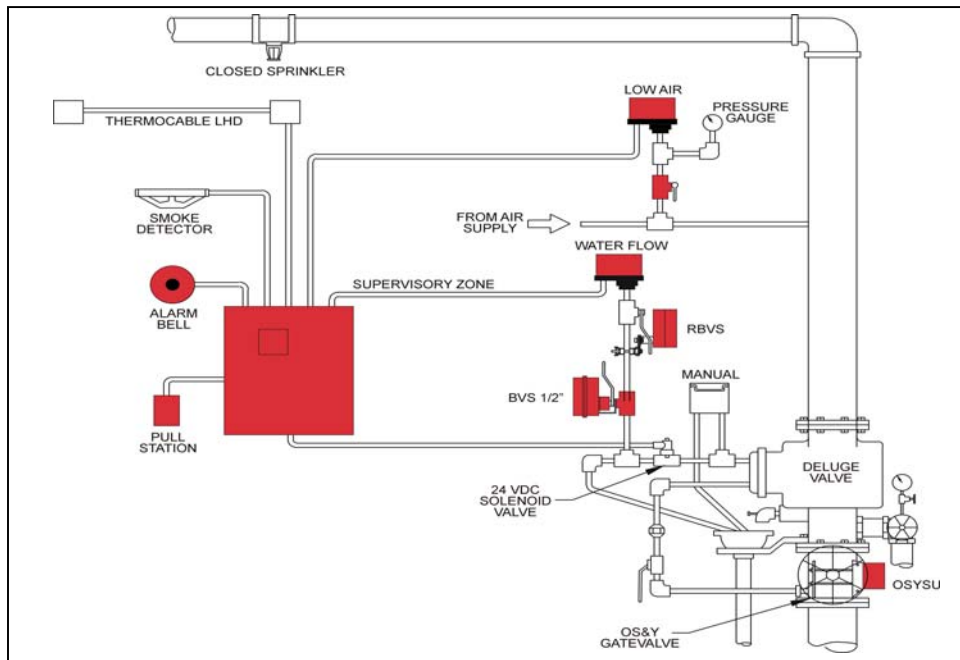 CLOSED SPRINKLER
THERMOCABLE LHD
LOW AIR
PRESSURE
GAUGE
SMOKE
DETECTOR
FROM AIR
SUPPLY
WATER FLOW
SUPERVISORY ZONE
ALARM
BELL
RBVS
MANUAL
BVS 1/2"
PULL
STATION
DELUGE
VALVE
24 VDC
SOLENOID
VALVE
OSYSU
OS&Y
GATEVALVE